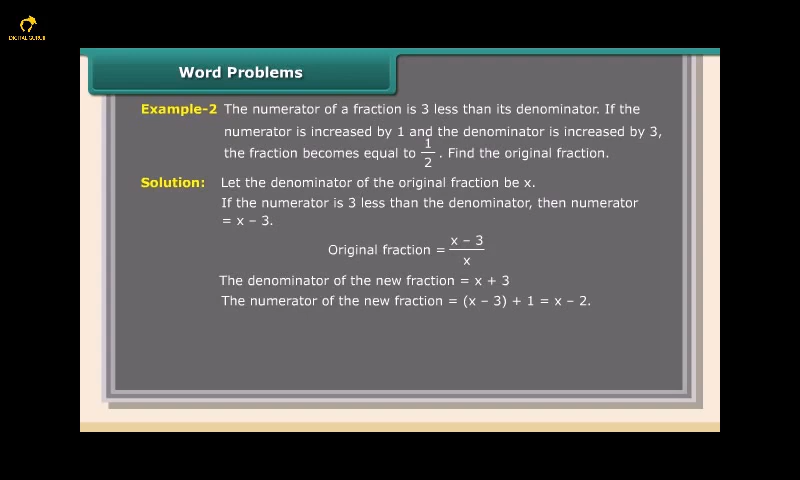 DIGITAL GURUJI
Word Problems
Example-2 The numerator of a fraction is 3 less than its denominator. If the
numerator is increased by 1 and the denominator is increased by 3,
the fraction becomes equal to 1/2. Find the original fraction.
Solution: Let the denominator of the original fraction be x.
If the numerator is 3 less than the denominator, then numerator
= x – 3.
Original fraction = x – 3 / x
The denominator of the new fraction = x + 3
The numerator of the new fraction = (x – 3) + 1 = x – 2.